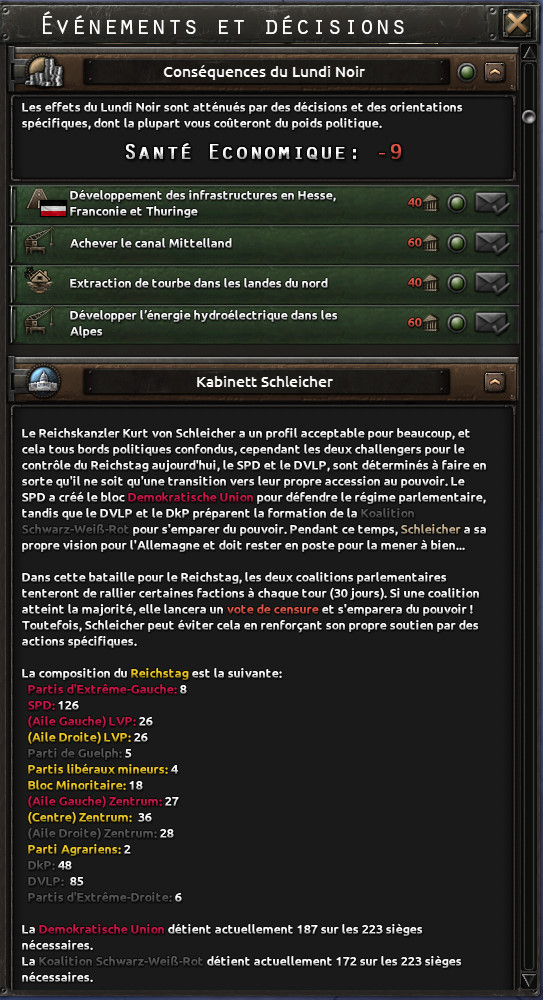 Événements et décisions
Conséquences du Lundi Noir
Les effets du Lundi Noir sont atténués par des décisions et des orientations
spécifiques, dont la plupart vous coûteront du poids politique.
Santé Economique: -9
Développement des infrastructures en Hesse,
Franconie et Thuringe
40
Achever le canal Mittelland
60
Extraction de tourbe dans les landes du nord
40
Développer l'énergie hydroélectrique dans les
Alpes
60
Kabinett Schleicher
Le Reichskanzler Kurt von Schleicher a un profil acceptable pour beaucoup, et
cela tous bords politiques confondus, cependant les deux challengers pour le
contrôle du Reichstag aujourd'hui, le SPD et le DVLP, sont déterminés à faire en
sorte qu'il ne soit qu'une transition vers leur propre accession au pouvoir. Le
SPD a créé le bloc Demokratische Union pour défendre le régime parlementaire,
tandis que le DVLP et le DkP préparent la formation de la Koalition
Schwarz-Weiß-Rot pour s'emparer du pouvoir. Pendant ce temps, Schleicher a sa
propre vision pour l'Allemagne et doit rester en poste pour la mener à bien...
Dans cette bataille pour le Reichstag, les deux coalitions parlementaires
tenteront de rallier certaines factions à chaque tour (30 jours). Si une coalition
atteint la majorité, elle lancera un vote de censure et s'emparera du pouvoir !
Toutefois, Schleicher peut éviter cela en renforçant son propre soutien par des
actions spécifiques.
La composition du Reichstag est la suivante:
Partis d'Extrême-Gauche: 8
SPD: 126
(Aile Gauche) LVP: 26
(Aile Droite) LVP: 26
Parti de Guelph: 5
Partis libéraux mineurs: 4
Bloc Minoritaire: 18
(Aile Gauche) Zentrum: 27
(Centre) Zentrum: 36
(Aile Droite) Zentrum: 28
Parti Agrariens: 2
DkP: 48
DVLP: 85
Partis d'Extrême-Droite: 6
La Demokratische Union détient actuellement 187 sur les 223 sièges
nécessaires.
La Koalition Schwarz-Weiß-Rot détient actuellement 172 sur les 223 sièges
nécessaires.